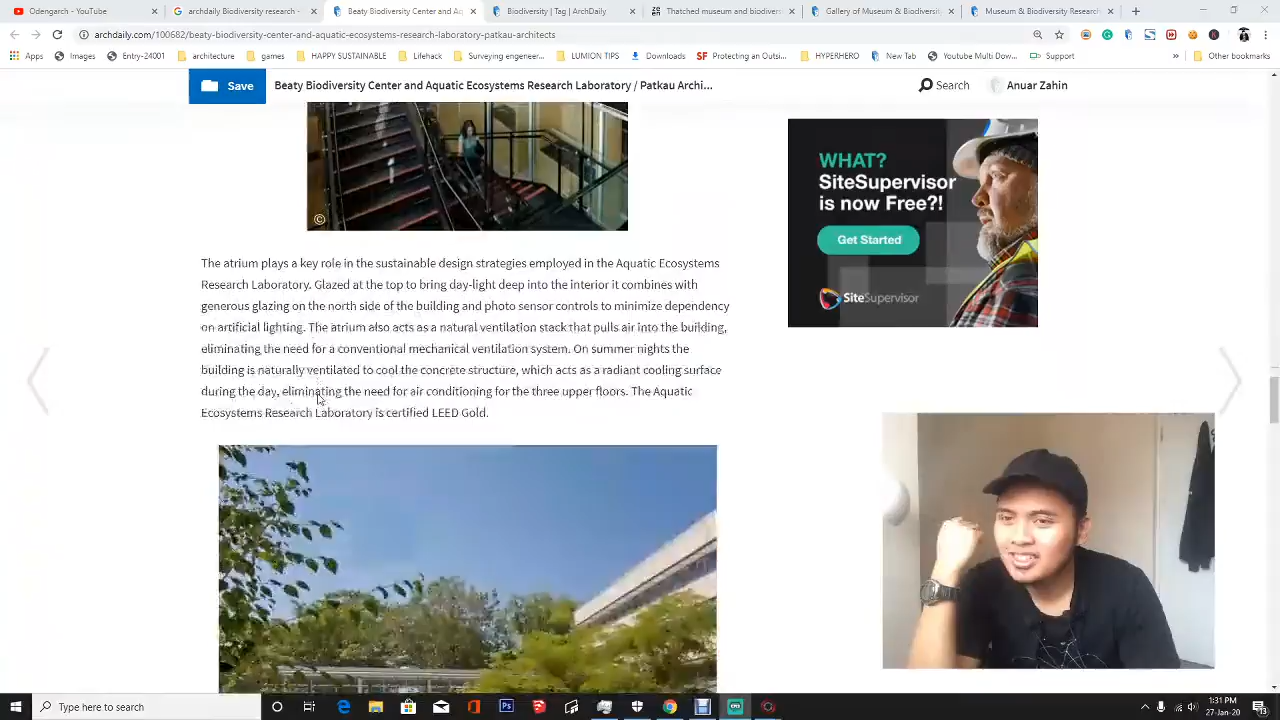 Odengarch - YouTube
archdaily Biodiversity research -
Beaty Biodiversity Center and Aq
Biodiversity | Tag | ArchDaily
Thatched museum and biodivers
Gallery of Museum & Biodiversit
Museum & Biodiversity Research
archdaily.com/100682/beaty-biodiversity-center-and-aquatic-ecosystems-research-laboratory-patkau-architects
Apps
Images
Entry-24001
architecture
games
HAPPY SUSTAINABLE
Lifehack
Surveying engineer...
LUMION TIPS
Downloads
SF
Protecting an Outsi...
HYPERHERO
New Tab
Youtube Multi Dow...
Support
»
Other bookmarks
Save
Beaty Biodiversity Center and Aquatic Ecosystems Research Laboratory / Patkau Archi...
Search
Anuar Zahin
©
WHAT?
SiteSupervisor
is now Free?!
Get Started
SiteSupervisor
The atrium plays a key role in the sustainable design strategies employed in the Aquatic Ecosystems
Research Laboratory. Glazed at the top to bring day-light deep into the interior it combines with
generous glazing on the north side of the building and photo sensor controls to minimize dependency
on artificial lighting. The atrium also acts as a natural ventilation stack that pulls air into the building,
eliminating the need for a conventional mechanical ventilation system. On summer nights the
building is naturally ventilated to cool the concrete structure, which acts as a radiant cooling surface
during the day, eliminating the need for air conditioning for the three upper floors. The Aquatic
Ecosystems Research Laboratory is certified LEED Gold.
Type here to search
Ps
1:31 PM
27-Jan-20